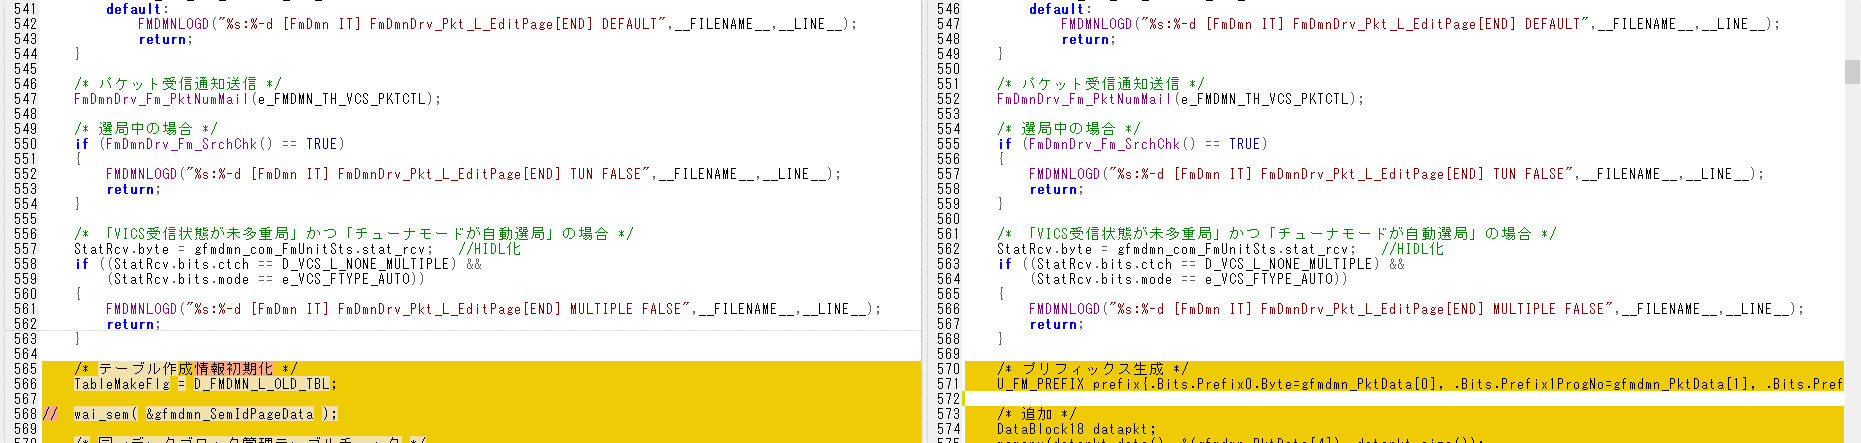 541 default:
542 FMDMNLOGD("%s:%-d [FmDmn IT] FmDmnDrv_Pkt_L_EditPage[END] DEFAULT",__FILENAME__,__LINE__);
543 return;
544 }
545
546 /* パケット受信通知送信 */
547 FmDmnDrv_Fm_PktNumMail(e_FMDMN_TH_VCS_PKTCTL);
548
549 /* 選局中の場合 */
550 if (FmDmnDrv_Fm_SrchChk() == TRUE)
551 {
552 FMDMNLOGD("%s:%-d [FmDmn IT] FmDmnDrv_Pkt_L_EditPage[END] TUN FALSE",__FILENAME__,__LINE__);
553 return;
554 }
555
556 /* 「VICS受信状態が未多重局」かつ「チューナモードが自動選局」の場合 */
557 StatRcv.byte = gfmdmn_com_FmUnitSts.stat_rcv; //HIDL化
558 if ((StatRcv.bits.ctch == D_VCS_L_NONE_MULTIPLE) &&
559 (StatRcv.bits.mode == e_VCS_FTYPE_AUTO))
560 {
561 FMDMNLOGD("%s:%-d [FmDmn IT] FmDmnDrv_Pkt_L_EditPage[END] MULTIPLE FALSE",__FILENAME__,__LINE__);
562 return;
563 }
564
565 /* テーブル作成情報初期化 */
566 TableMakeFlg = D_FMDMN_L_OLD_TBL;
567
568 // wai_sem( &gfmdmn_SemIdPageData );
569
546 default:
547 FMDMNLOGD("%s:%-d [FmDmn IT] FmDmnDrv_Pkt_L_EditPage[END] DEFAULT",__FILENAME__,__LINE__);
548 return;
549 }
550
551 /* パケット受信通知送信 */
552 FmDmnDrv_Fm_PktNumMail(e_FMDMN_TH_VCS_PKTCTL);
553
554 /* 選局中の場合 */
555 if (FmDmnDrv_Fm_SrchChk() == TRUE)
556 {
557 FMDMNLOGD("%s:%-d [FmDmn IT] FmDmnDrv_Pkt_L_EditPage[END] TUN FALSE",__FILENAME__,__LINE__);
558 return;
559 }
560
561 /* 「VICS受信状態が未多重局」かつ「チューナモードが自動選局」の場合 */
562 StatRcv.byte = gfmdmn_com_FmUnitSts.stat_rcv; //HIDL化
563 if ((StatRcv.bits.ctch == D_VCS_L_NONE_MULTIPLE) &&
564 (StatRcv.bits.mode == e_VCS_FTYPE_AUTO))
565 {
566 FMDMNLOGD("%s:%-d [FmDmn IT] FmDmnDrv_Pkt_L_EditPage[END] MULTIPLE FALSE",__FILENAME__,__LINE__);
567 return;
568 }
569
570 /* プリフィックス生成 */
571 U_FM_PREFIX prefix{.Bits.Prefix0.Byte=gfmdmn_PktData[0], .Bits.Prefix1ProgNo=gfmdmn_PktData[1], .Bits.Pref
572
573 /* 追加 */
574 DataBlock18 datapkt;